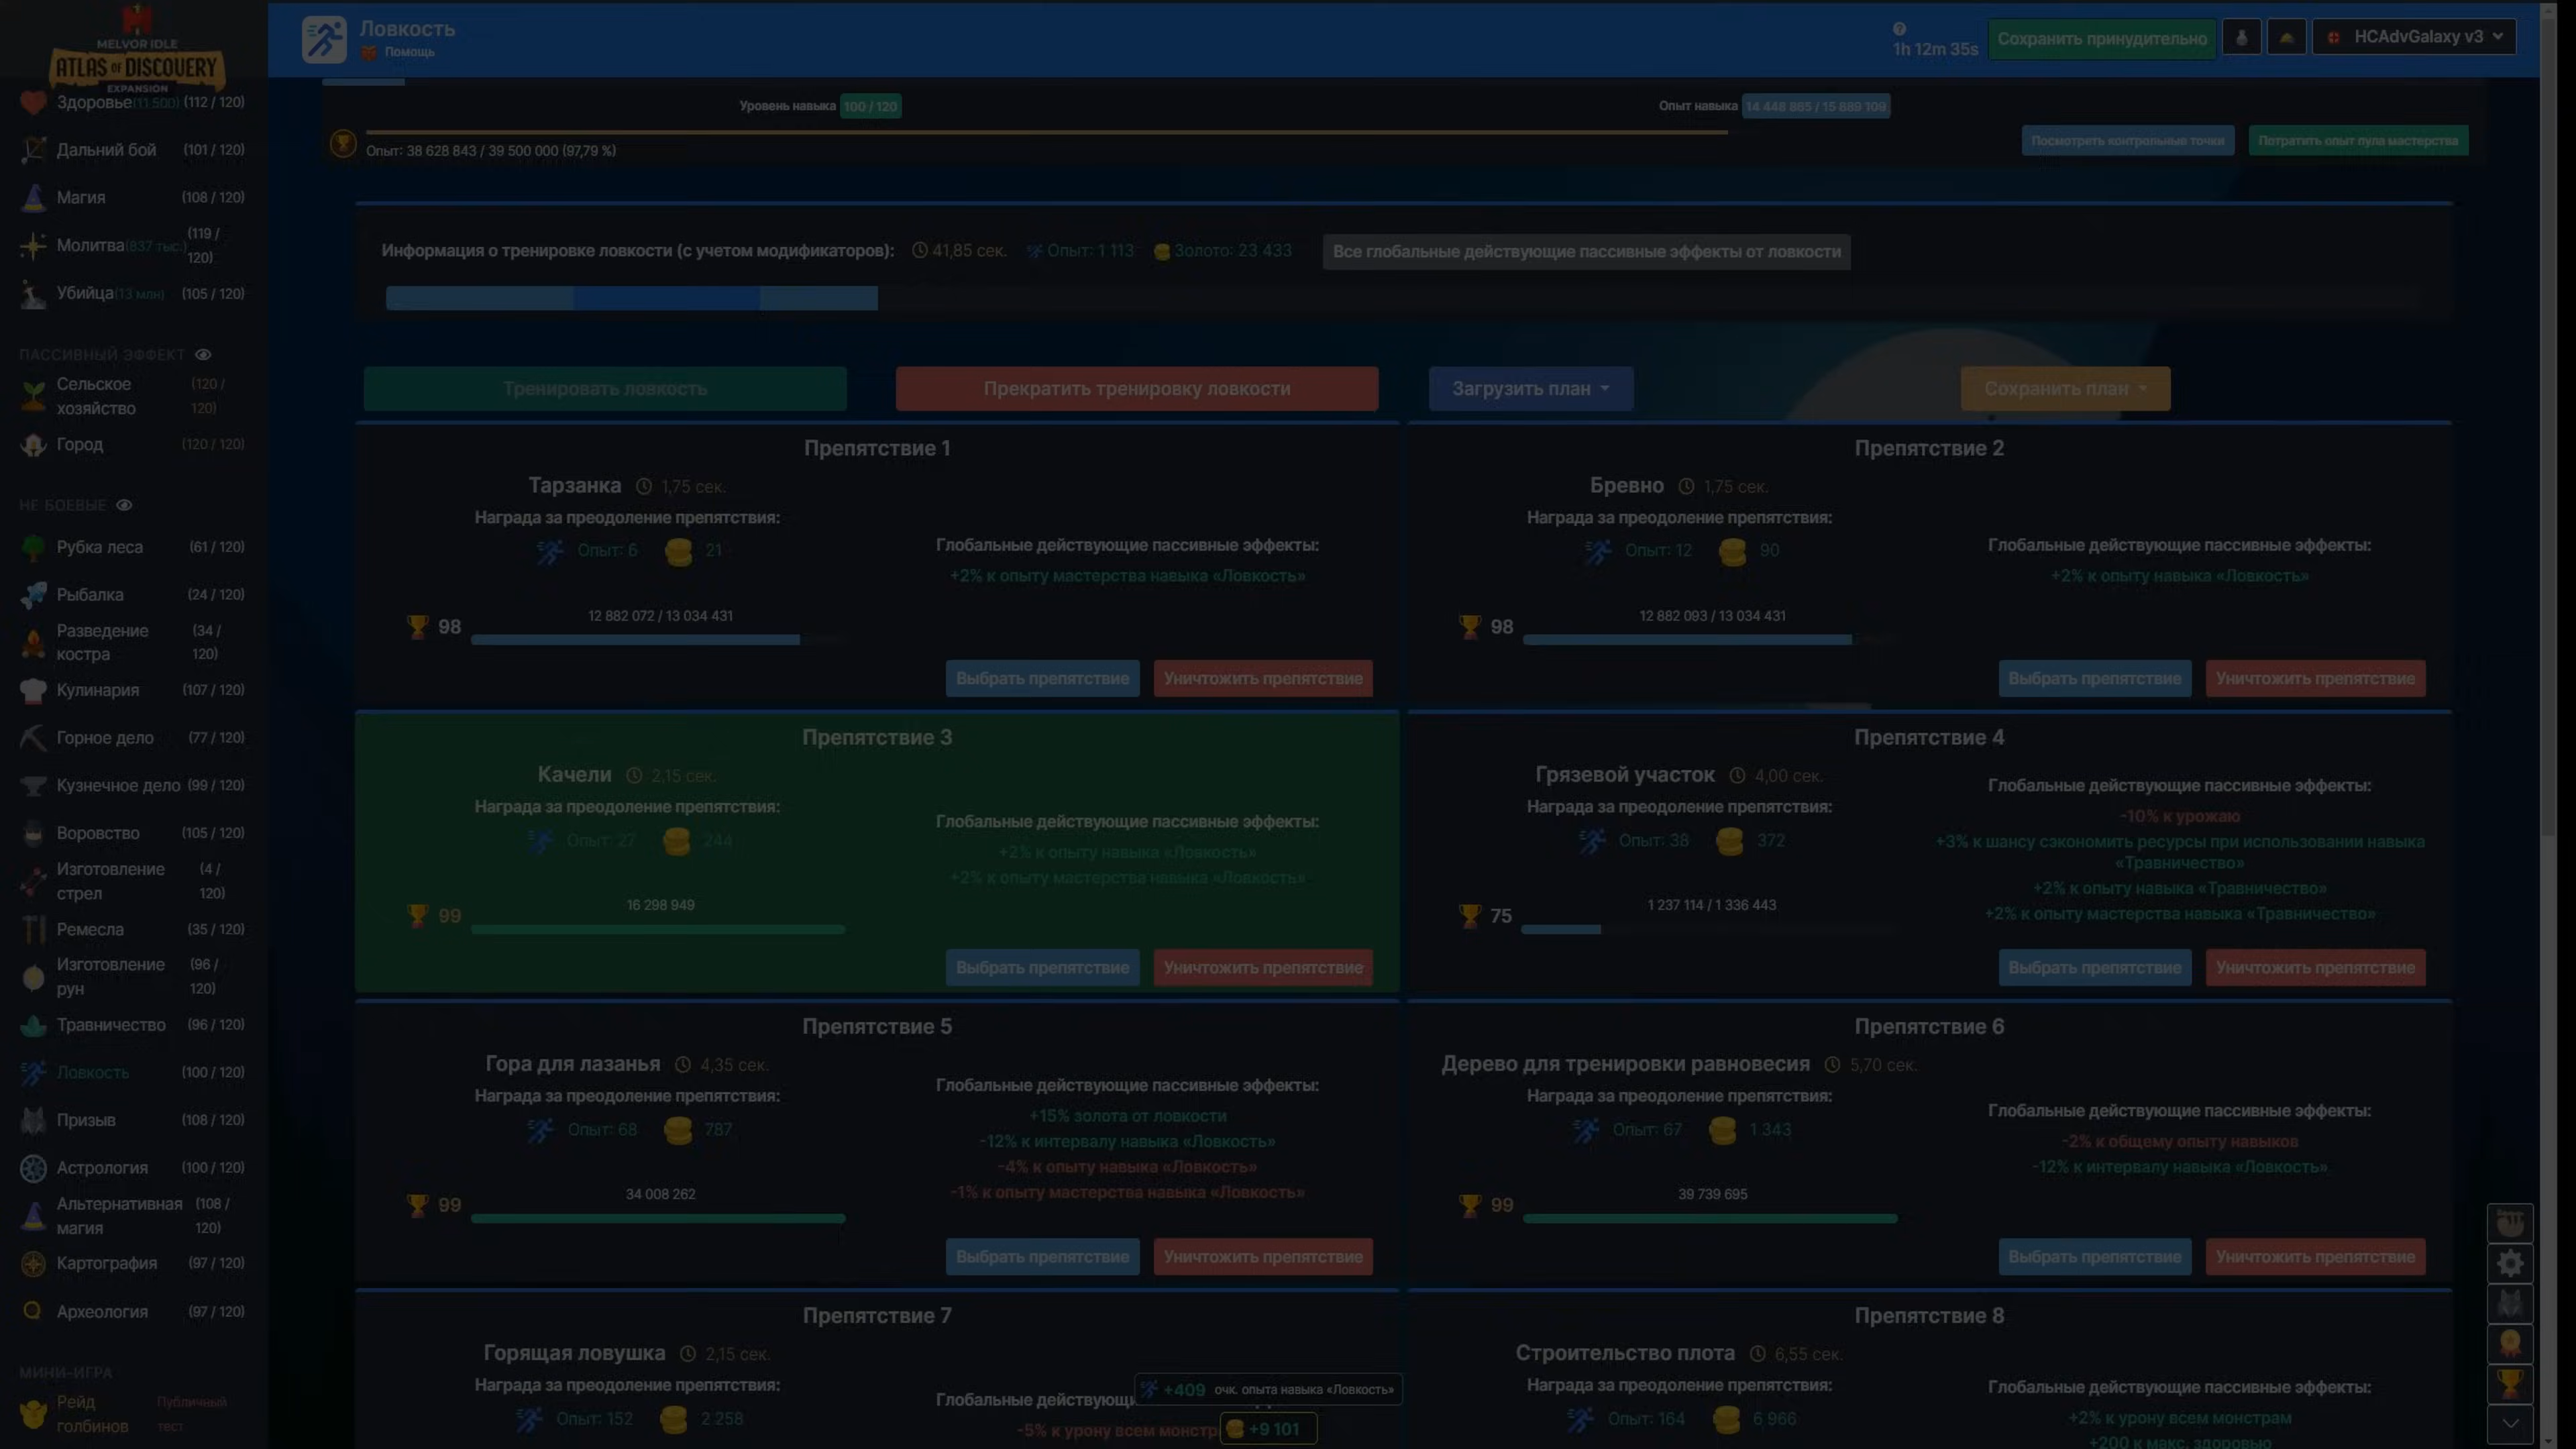 MELVOR IDLE
ATLAS OF DISCOVERY
EXPANSION
Ловкость
Помощь
1h 12m 35s
Сохранить принудительно
HCAdvGalaxy v3
Здоровье (11 500) (112 / 120)
Дальний бой (101 / 120)
Магия (108 / 120)
Молитва (837 тыс.) (119 / 120)
Убийца (13 млн) (105 / 120)
ПАССИВНЫЙ ЭФФЕКТ
Сельское хозяйство (120 / 120)
Город (120 / 120)
НЕ БОЕВЫЕ
Рубка леса (61 / 120)
Рыбалка (24 / 120)
Разведение костра (34 / 120)
Кулинария (107 / 120)
Горное дело (77 / 120)
Кузнечное дело (99 / 120)
Воровство (105 / 120)
Изготовление стрел (4 / 120)
Ремесла (35 / 120)
Изготовление рун (96 / 120)
Травничество (96 / 120)
Ловкость (100 / 120)
Призыв (108 / 120)
Астрология (100 / 120)
Альтернативная магия (108 / 120)
Картография (97 / 120)
Археология (97 / 120)
МИНИ-ИГРА
Рейд голбинов Публичный тест
Уровень навыка 100 / 120
Опыт навыка 14 448 865 / 15 889 109
Опыт: 38 628 843 / 39 500 000 (97,79 %)
Посмотреть контрольные точки
Потратить опыт пула мастерства
Информация о тренировке ловкости (с учетом модификаторов): 41,85 сек. Опыт: 1 113 Золото: 23 433
Все глобальные действующие пассивные эффекты от ловкости
Тренировать ловкость
Прекратить тренировку ловкости
Загрузить план
Сохранить план
Препятствие 1
Тарзанка 1,75 сек.
Награда за преодоление препятствия:
Опыт: 6 21
Глобальные действующие пассивные эффекты:
+2% к опыту мастерства навыка «Ловкость»
98 12 882 072 / 13 034 431
Выбрать препятствие
Уничтожить препятствие
Препятствие 2
Бревно 1,75 сек.
Награда за преодоление препятствия:
Опыт: 12 90
Глобальные действующие пассивные эффекты:
+2% к опыту навыка «Ловкость»
98 12 882 093 / 13 034 431
Выбрать препятствие
Уничтожить препятствие
Препятствие 3
Качели 2,15 сек.
Награда за преодоление препятствия:
Опыт: 27 244
Глобальные действующие пассивные эффекты:
+2% к опыту навыка «Ловкость»
+2% к опыту мастерства навыка «Ловкость»
99 16 298 949
Выбрать препятствие
Уничтожить препятствие
Препятствие 4
Грязевой участок 4,00 сек.
Награда за преодоление препятствия:
Опыт: 38 372
Глобальные действующие пассивные эффекты:
-10% к урожаю
+3% к шансу сэкономить ресурсы при использовании навыка
«Травничество»
+2% к опыту навыка «Травничество»
+2% к опыту мастерства навыка «Травничество»
75 1 237 114 / 1 336 443
Выбрать препятствие
Уничтожить препятствие
Препятствие 5
Гора для лазанья 4,35 сек.
Награда за преодоление препятствия:
Опыт: 68 787
Глобальные действующие пассивные эффекты:
+15% золота от ловкости
-12% к интервалу навыка «Ловкость»
-4% к опыту навыка «Ловкость»
-1% к опыту мастерства навыка «Ловкость»
99 34 008 262
Выбрать препятствие
Уничтожить препятствие
Препятствие 6
Дерево для тренировки равновесия 5,70 сек.
Награда за преодоление препятствия:
Опыт: 67 1 343
Глобальные действующие пассивные эффекты:
-2% к общему опыту навыков
-12% к интервалу навыка «Ловкость»
99 39 739 695
Выбрать препятствие
Уничтожить препятствие
Препятствие 7
Горящая ловушка 2,15 сек.
Награда за преодоление препятствия:
Опыт: 152 2 258
Глобальные
-5% к урону всем
+409 очк. опыта навыка «Ловкость»
+9 101
Препятствие 8
Строительство плота 6,55 сек.
Награда за преодоление препятствия:
Опыт: 164 6 966
Глобальные действующие пассивные эффекты:
+2% к урону всем монстрам
+200 к макс. здоровью